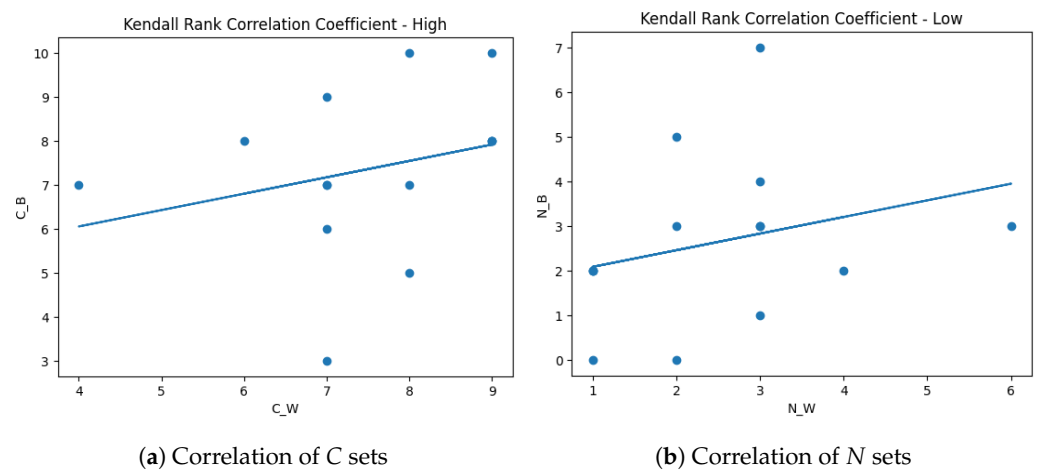 Kendall Rank Correlation Coefficient - High
10
9
8
7
6
5
4
3
C_B
4 5 6 7 8 9
C_W
(a) Correlation of C sets
Kendall Rank Correlation Coefficient - Low
7
6
5
4
3
2
1
0
N_B
1 2 3 4 5 6
N_W
(b) Correlation of N sets